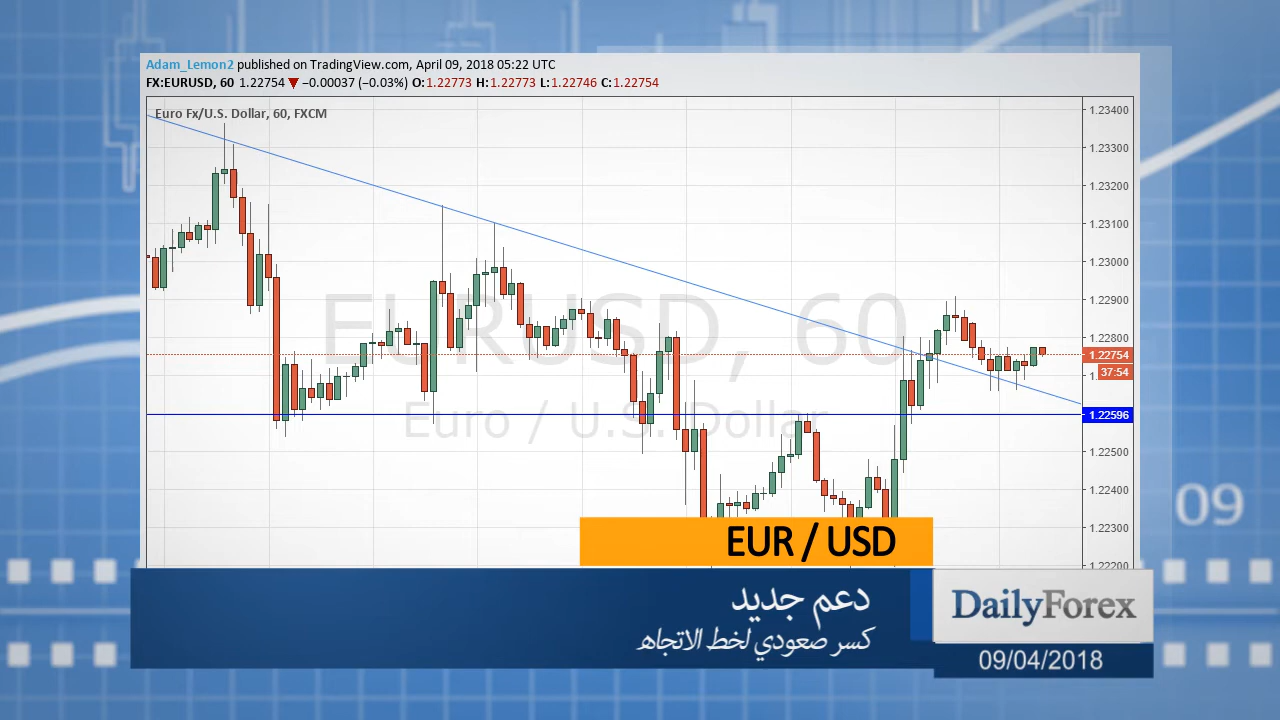 Adam_Lemon2 published on TradingView.com, April 09, 2018 05:22 UTC
FX:EURUSD, 60 1.22754 ▼ −0.00037 (−0.03%) O:1.22773 H:1.22773 L:1.22746 C:1.22754
Euro Fx/U.S. Dollar, 60, FXCM
1.23400
1.23300
1.23200
1.23100
1.23000
1.22900
1.22800
1.22754
37:54
1.22596
1.22500
1.22400
1.22300
1.22200
EURUSD, 60
Euro / U.S. Dollar
09
EUR / USD
دعم جديد
كسر صعودي لخط الاتجاه
DailyForex
09/04/2018